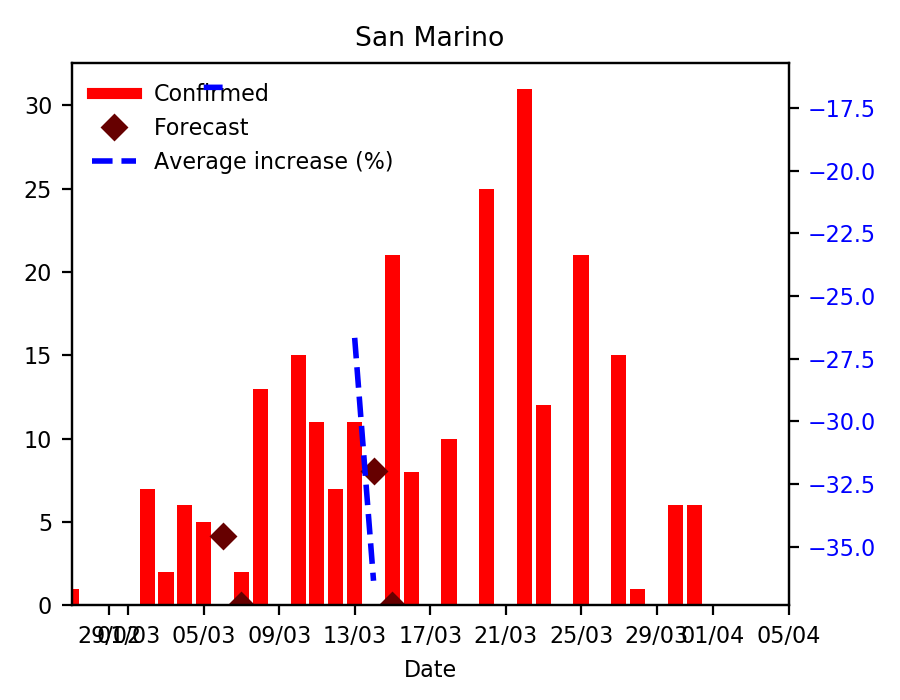 San Marino
Confirmed
Forecast
Average increase (%)
30
25
20
15
10
5
0
−17.5
−20.0
−22.5
−25.0
−27.5
−30.0
−32.5
−35.0
29/02 01/03 05/03 09/03 13/03 17/03 21/03 25/03 29/03 01/04 05/04
Date